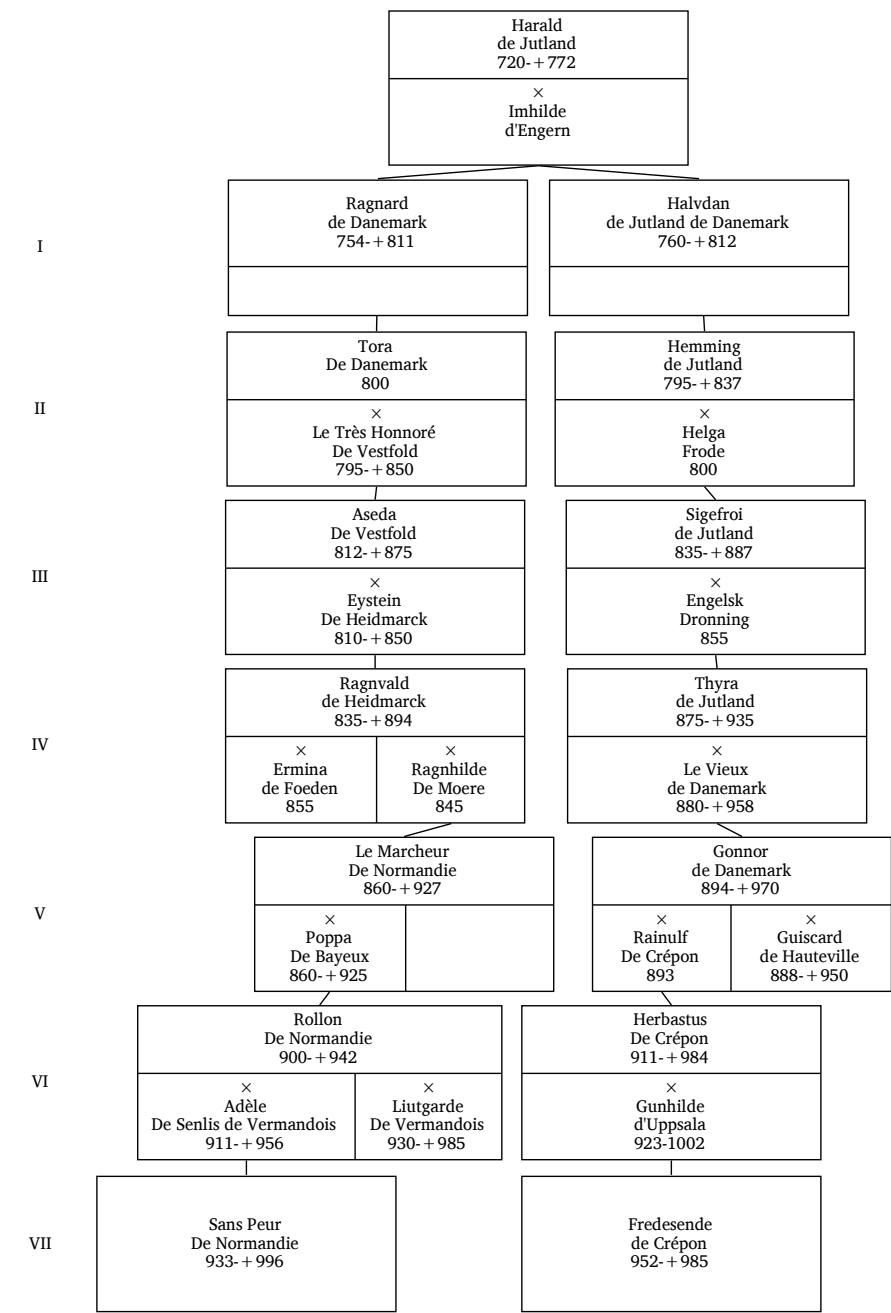 Harald
de Jutland
720-+772
×
Imhilde
d'Engern
I
Ragnard
de Danemark
754-+811
Halvdan
de Jutland de Danemark
760-+812
II
Tora
De Danemark
800
×
Le Très Honnoré
De Vestfold
795-+850
Hemming
de Jutland
795-+837
×
Helga
Frode
800
III
Aseda
De Vestfold
812-+875
×
Eystein
De Heidmarck
810-+850
Sigefroi
de Jutland
835-+887
×
Engelsk
Dronning
855
IV
Ragnvald
de Heidmarck
835-+894
×
Ermina
de Foeden
855
×
Ragnhilde
De Moere
845
Thyra
de Jutland
875-+935
×
Le Vieux
de Danemark
880-+958
V
Le Marcheur
De Normandie
860-+927
×
Poppa
De Bayeux
860-+925
Gonnor
de Danemark
894-+970
×
Rainulf
De Crépon
893
×
Guiscard
de Hauteville
888-+950
VI
Rollon
De Normandie
900-+942
×
Adèle
De Senlis de Vermandois
911-+956
×
Liutgarde
De Vermandois
930-+985
Herbastus
De Crépon
911-+984
×
Gunhilde
d'Uppsala
923-1002
VII
Sans Peur
De Normandie
933-+996
Fredesende
de Crépon
952-+985